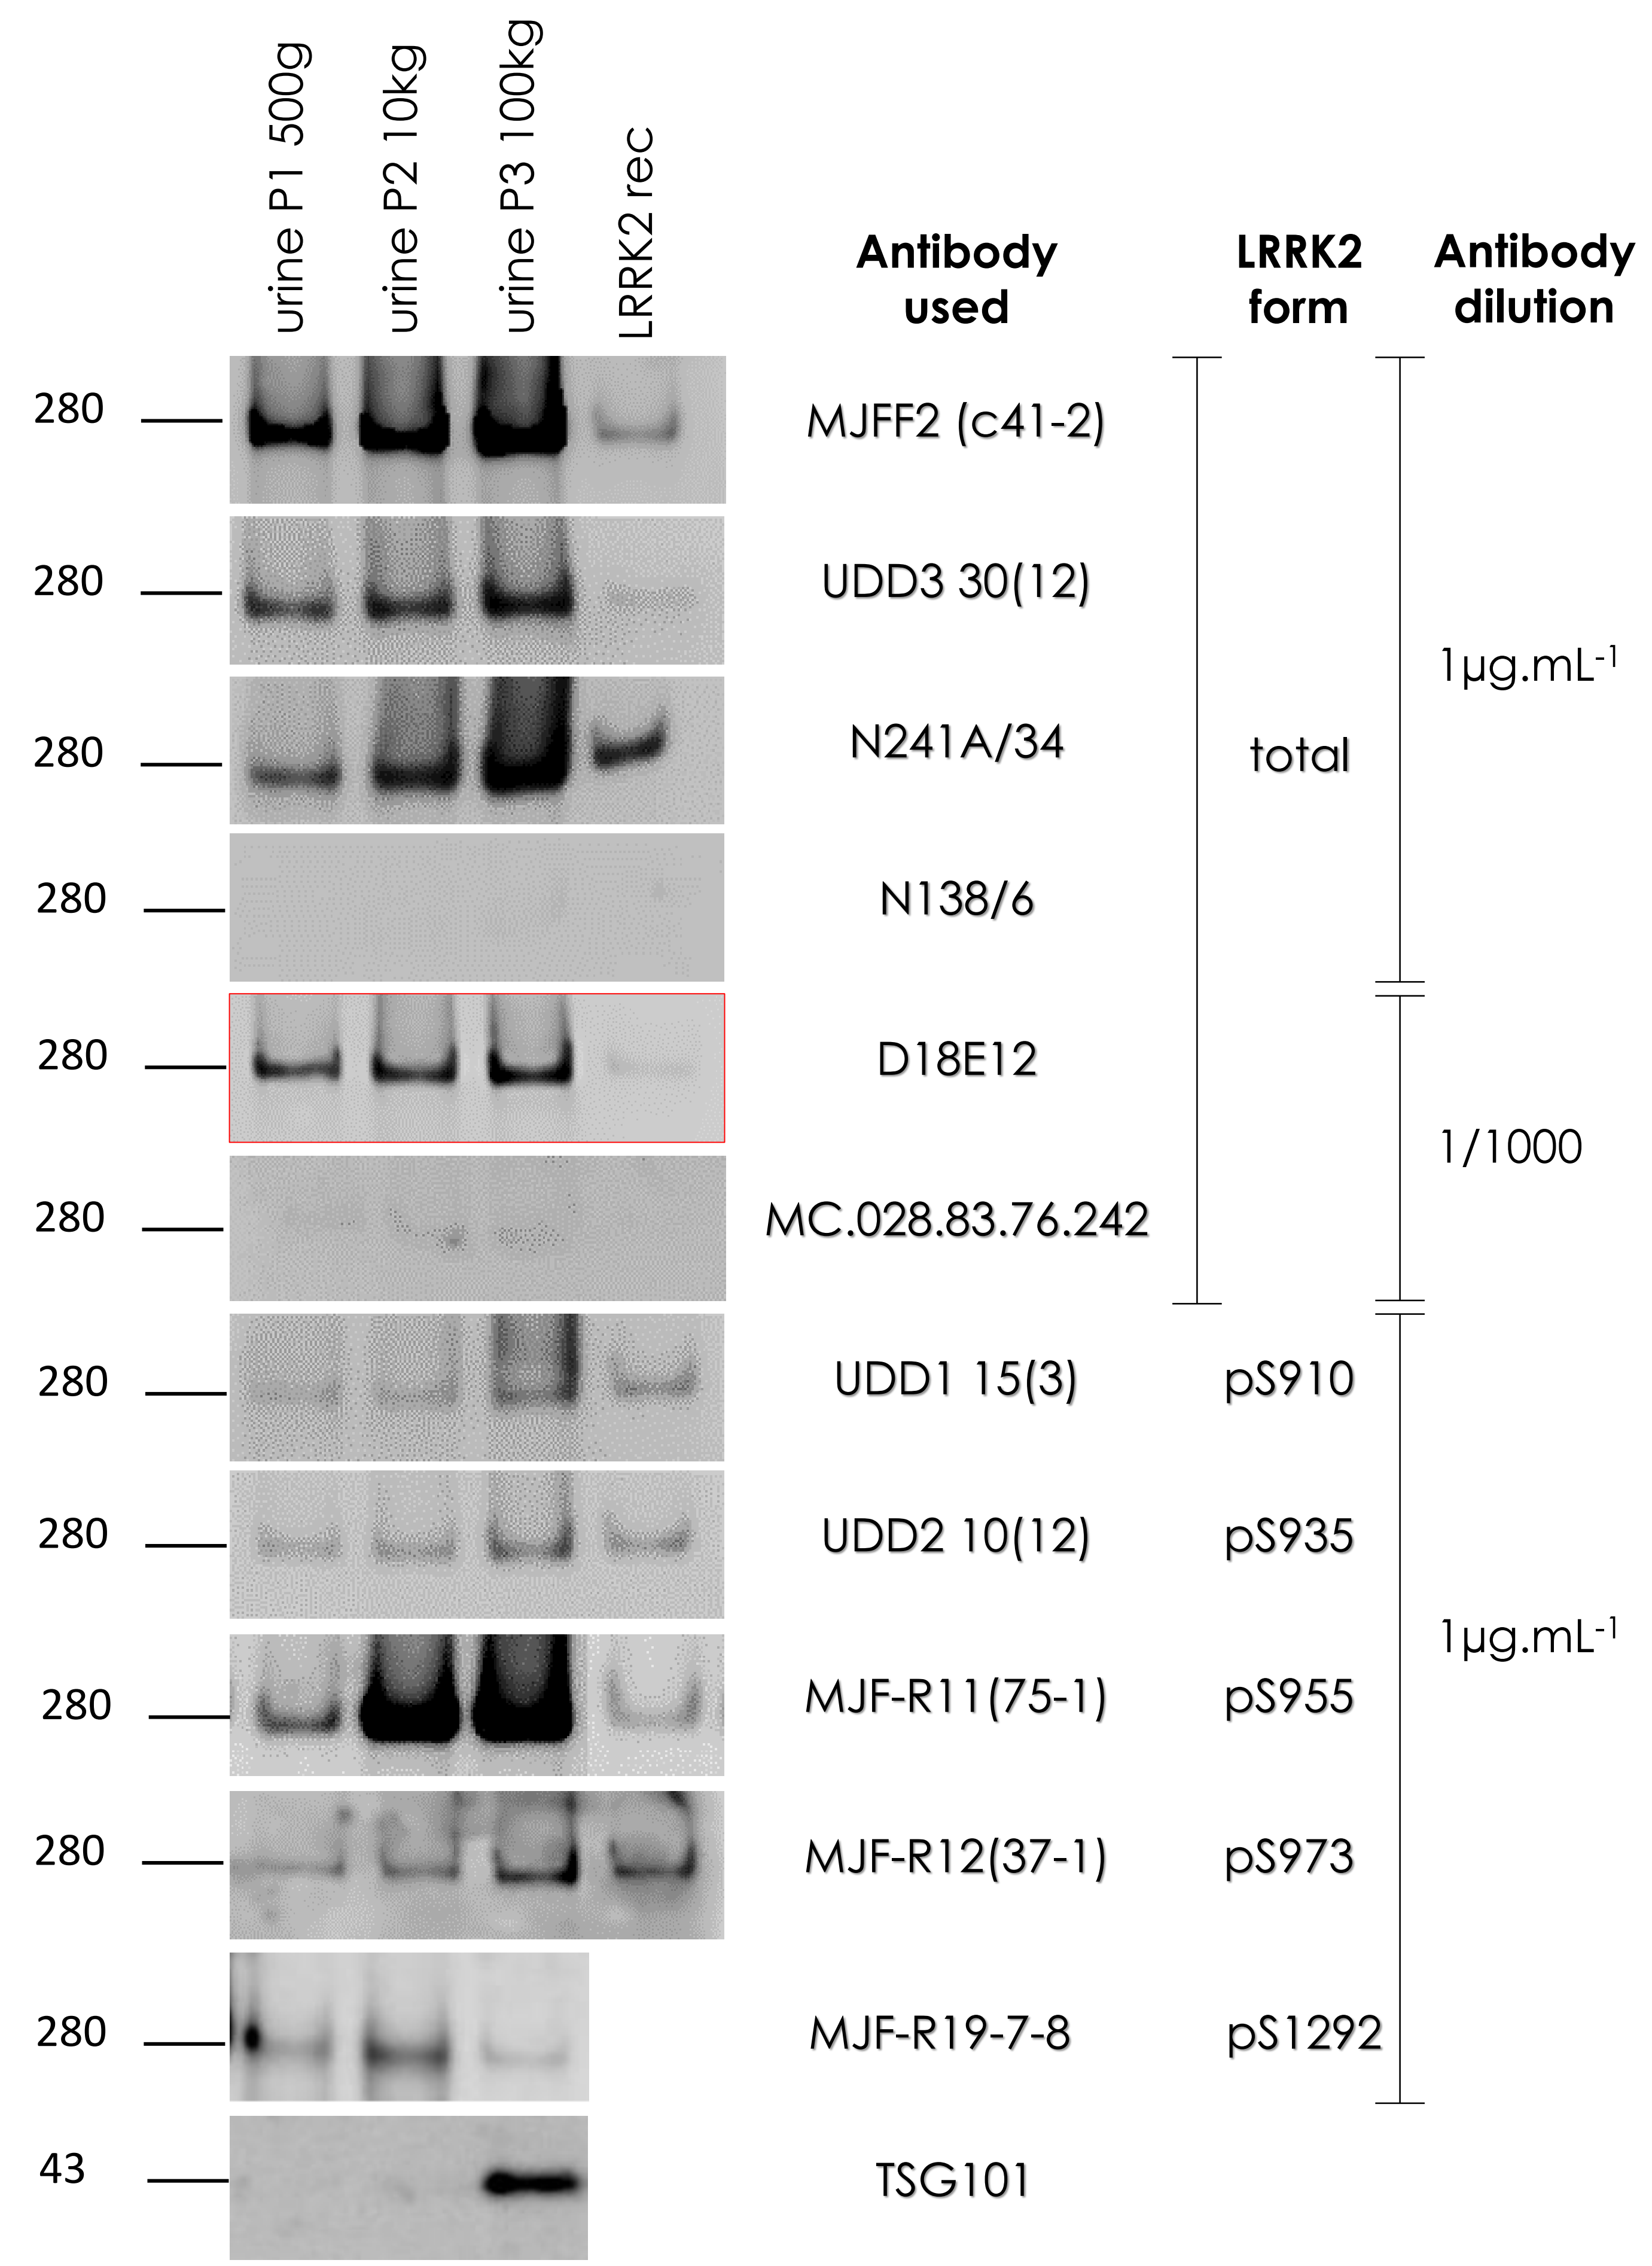 urine P1 500g
urine P2 10kg
urine P3 100kg
LRRK2 rec
Antibody used
LRRK2 form
Antibody dilution
280
MJFF2 (c41-2)
280
UDD3 30(12)
1µg.mL-1
280
N241A/34
total
280
N138/6
280
D18E12
1/1000
280
MC.028.83.76.242
280
UDD1 15(3)
pS910
280
UDD2 10(12)
pS935
1µg.mL-1
280
MJF-R11(75-1)
pS955
280
MJF-R12(37-1)
pS973
280
MJF-R19-7-8
pS1292
43
TSG101